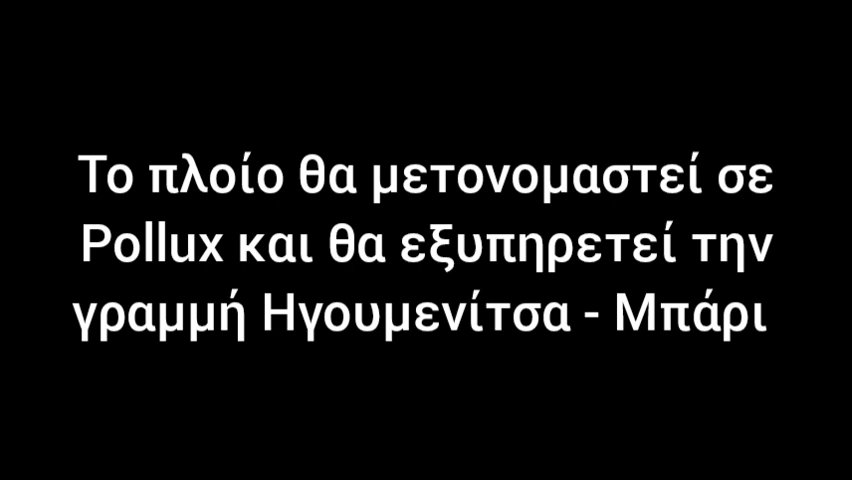 Το πλοίο θα μετονομαστεί σε
Pollux και θα εξυπηρετεί την
γραμμή Ηγουμενίτσα - Μπάρι